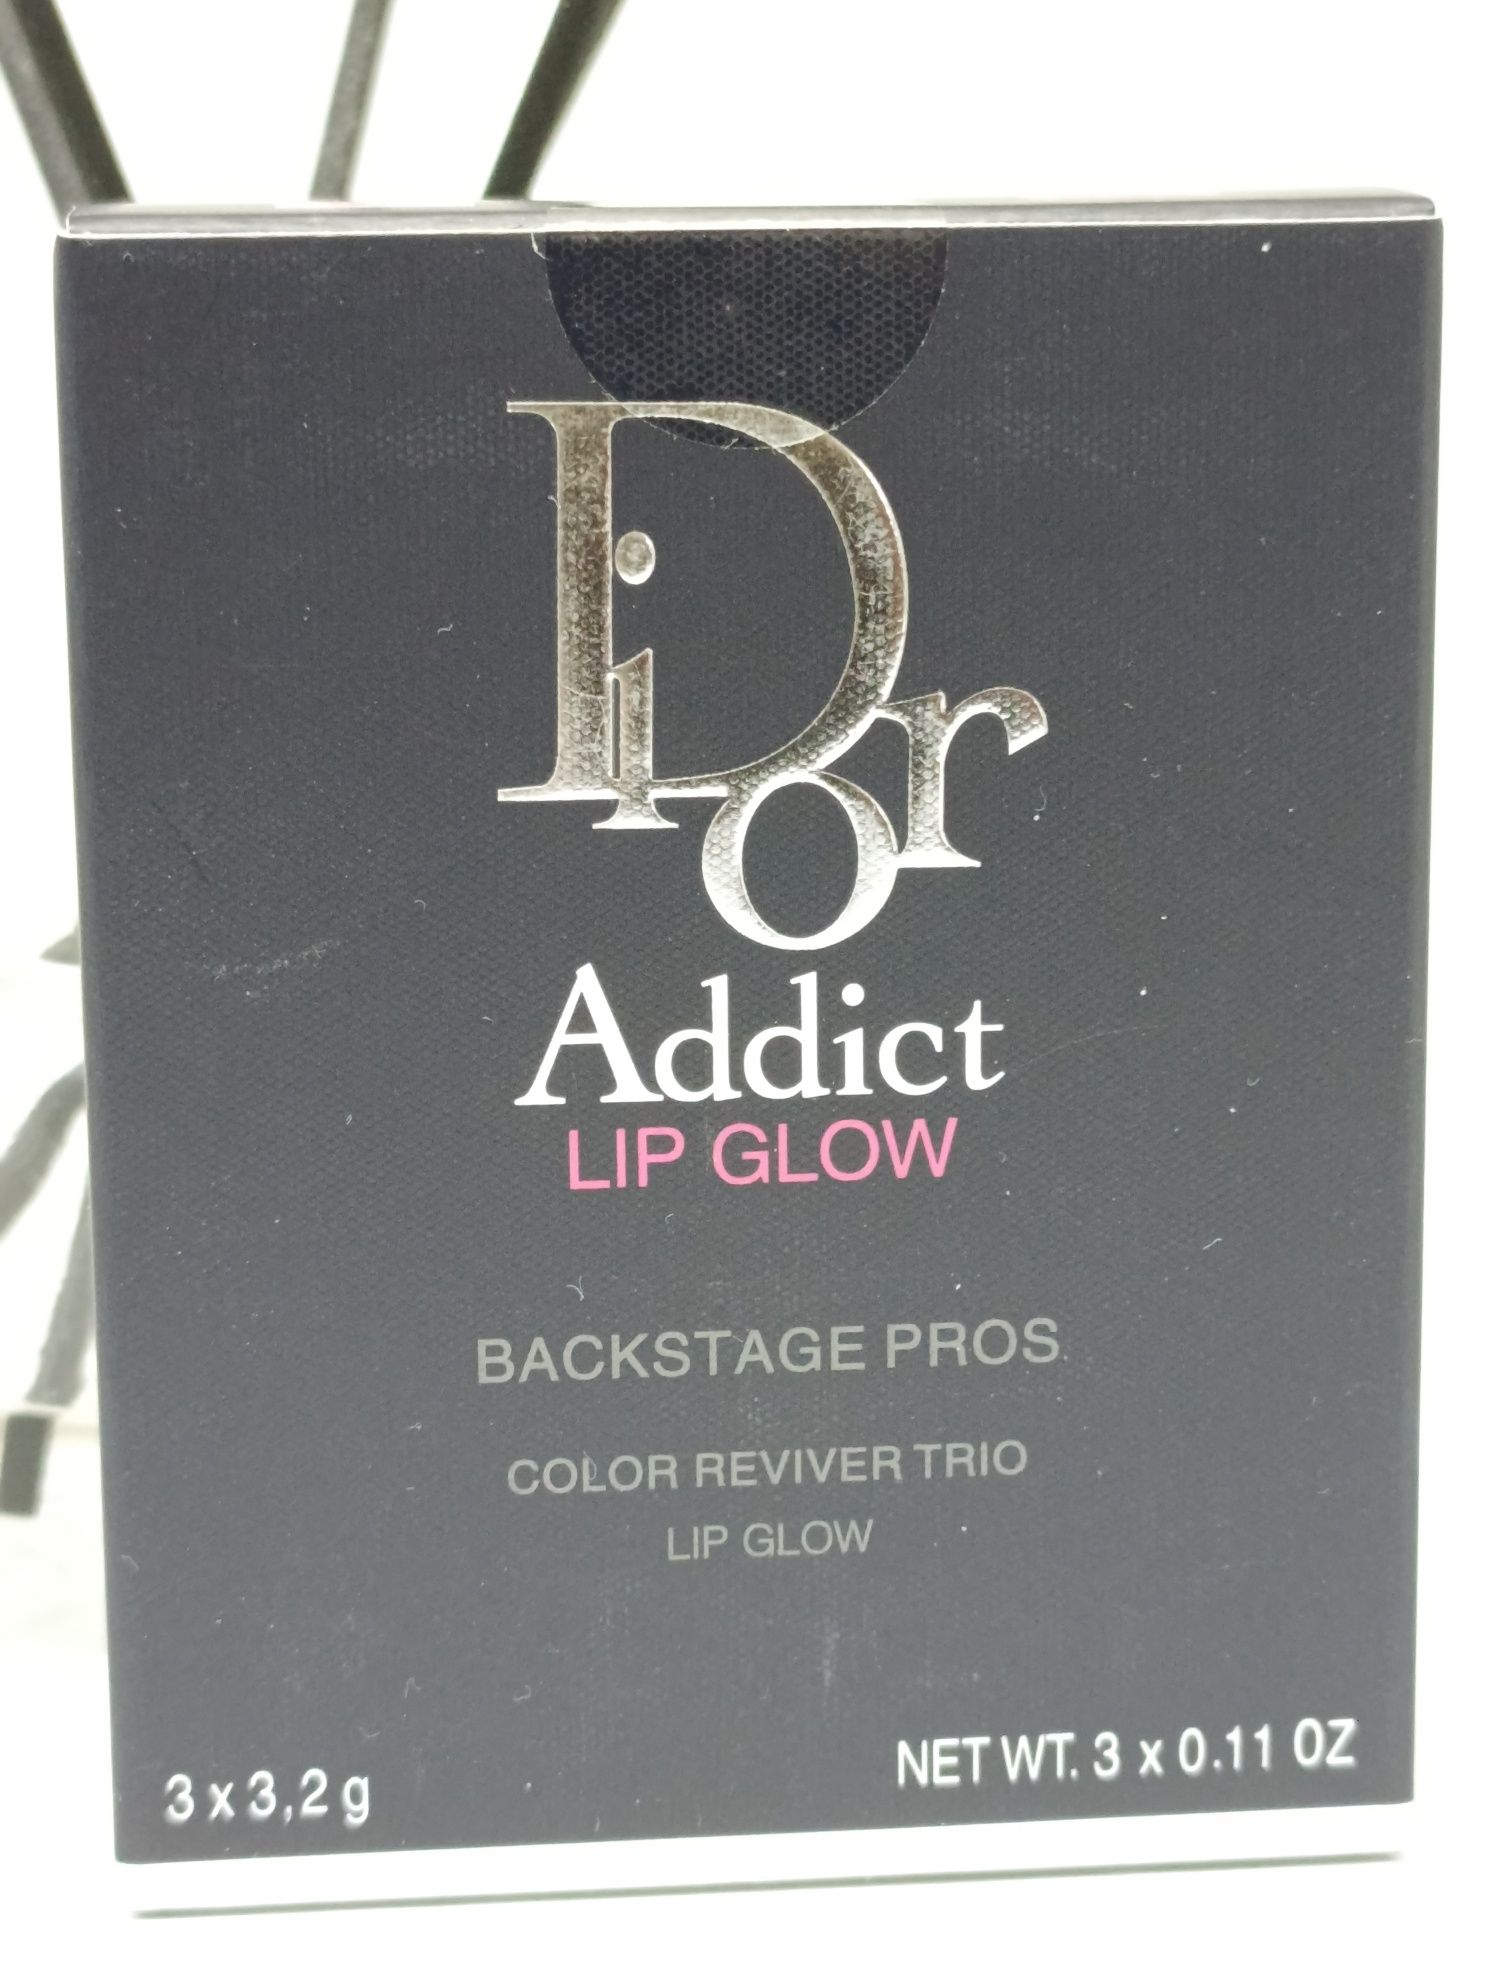 Dior
Addict
LIP GLOW
BACKSTAGE PROS
COLOR REVIVER TRIO
LIP GLOW
3 x 3,2 g
NET WT. 3 x 0.11 OZ